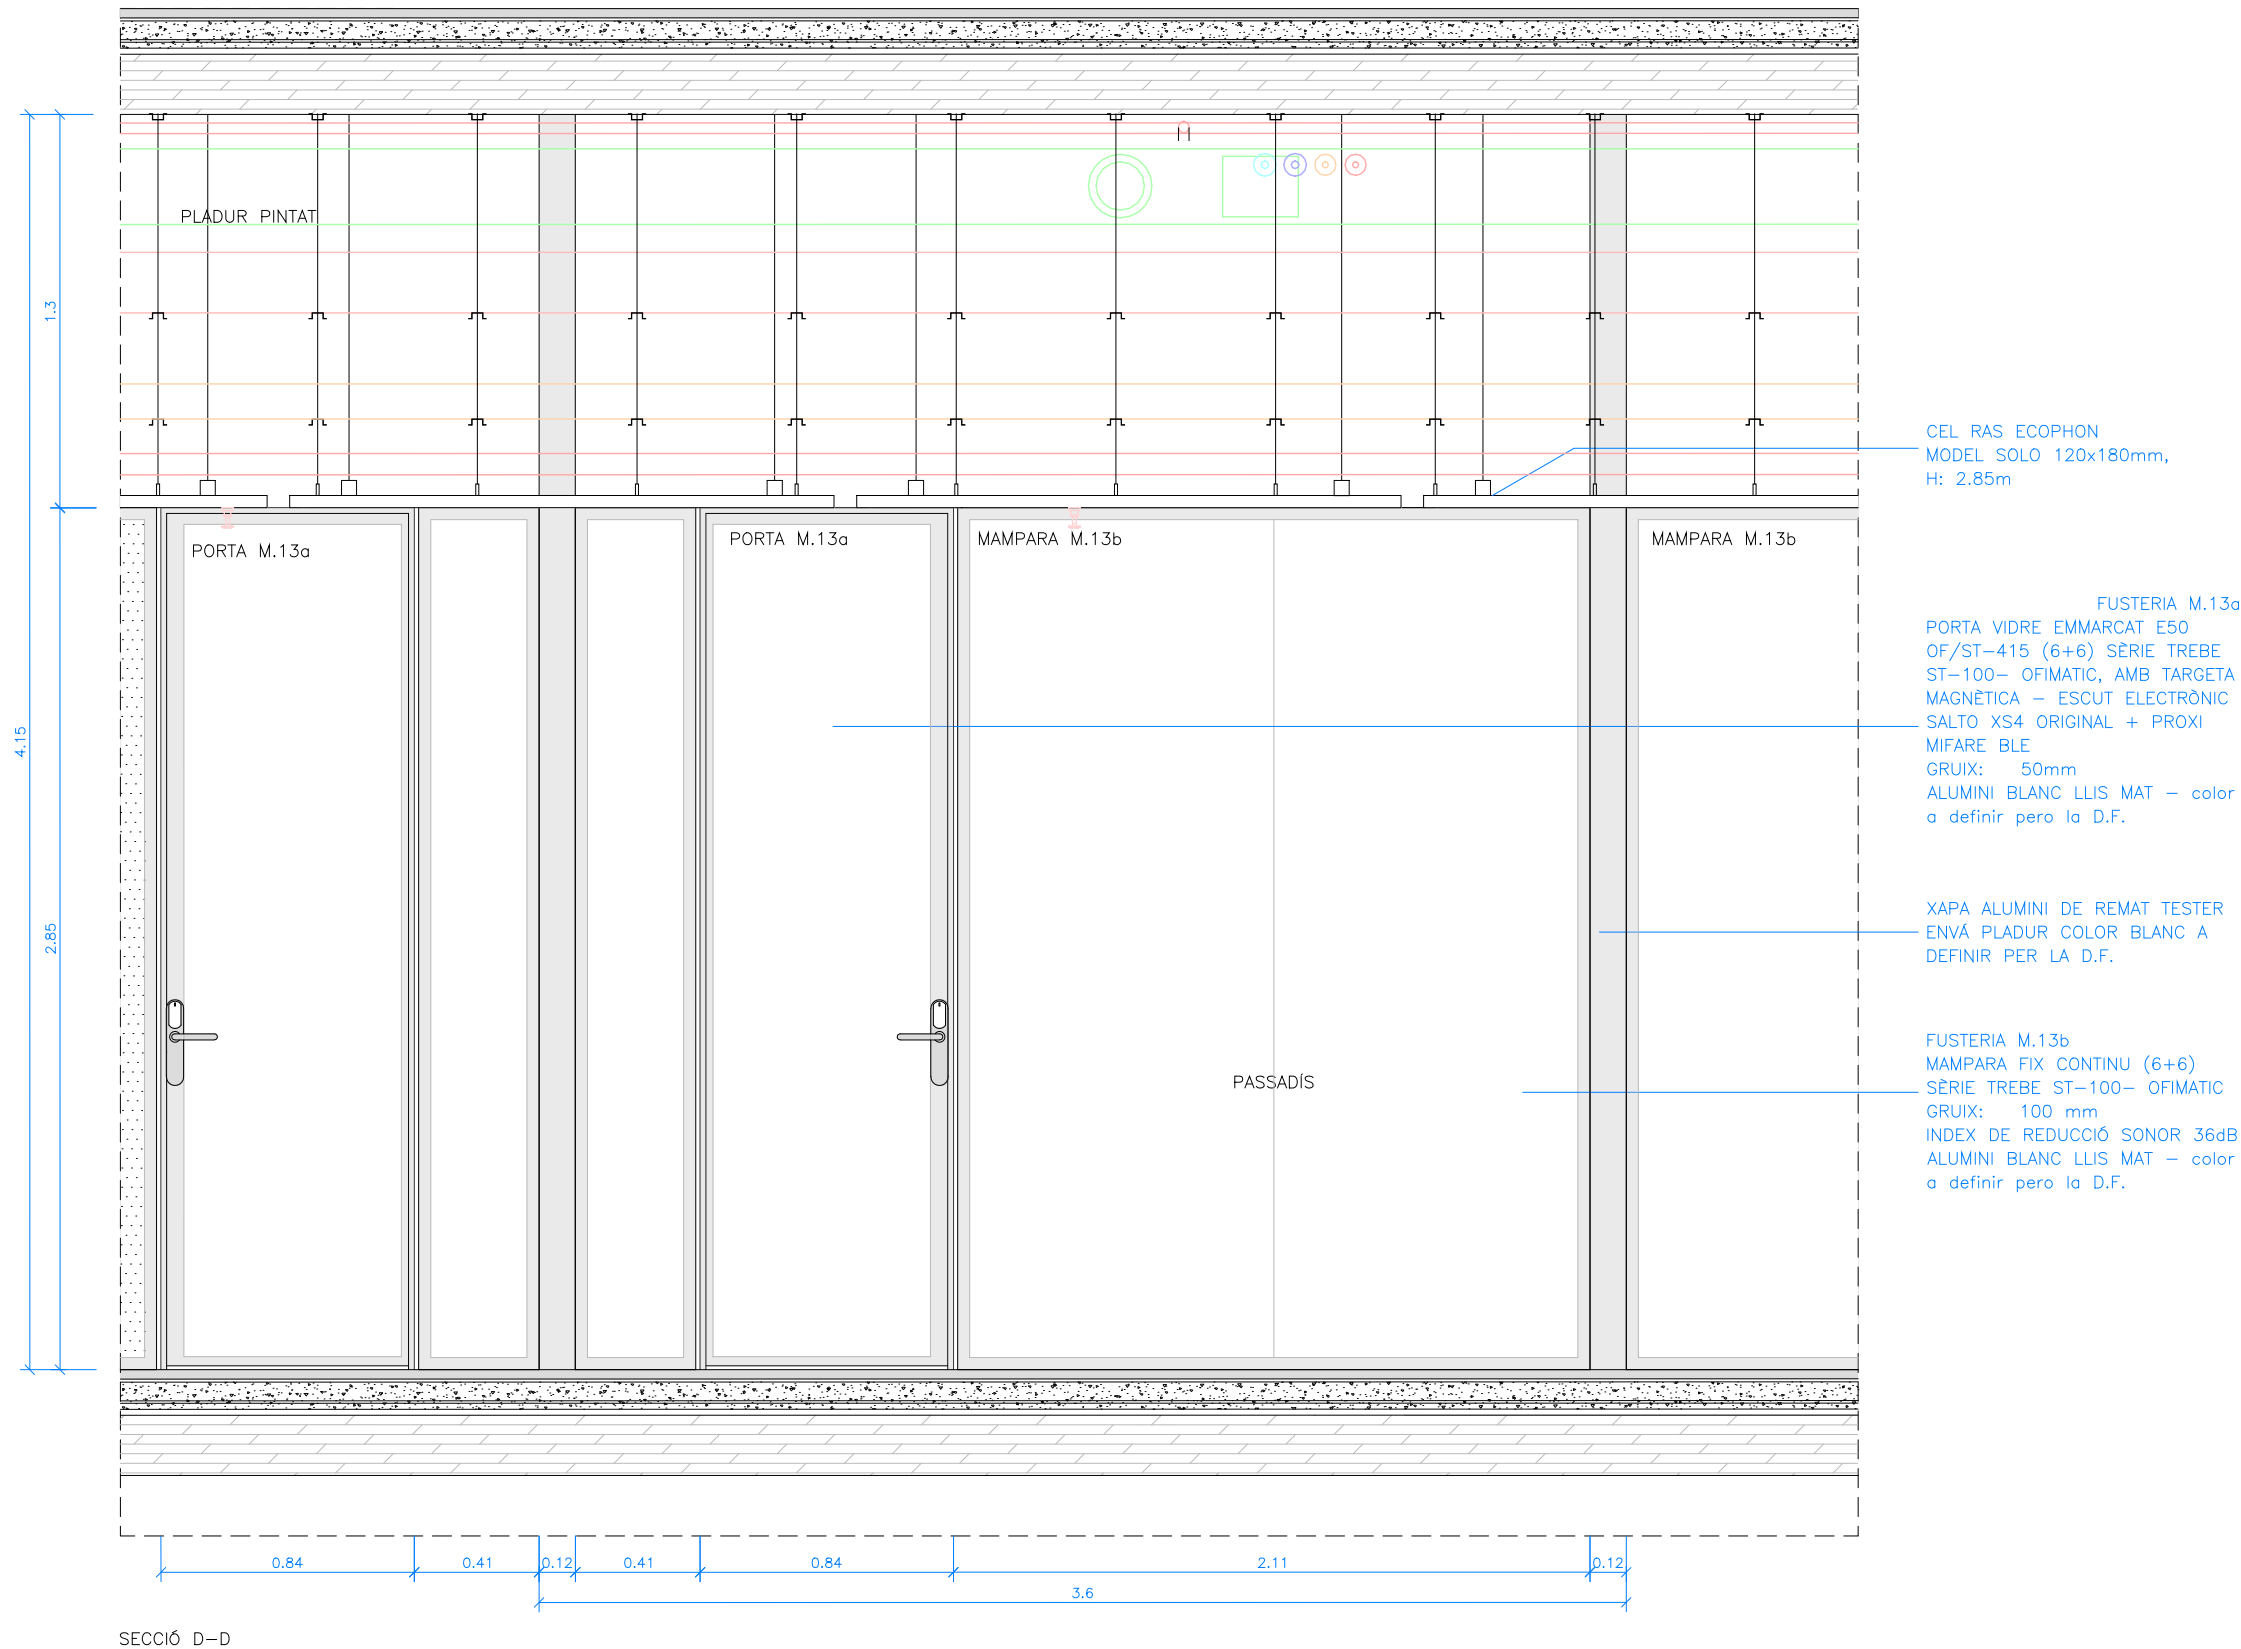 PLADUR PINTAT
1.3
4.15
2.85
CEL RAS ECOPHON
MODEL SOLO 120x180mm,
H: 2.85m
PORTA M.13a
PORTA M.13a
MAMPARA M.13b
MAMPARA M.13b
FUSTERIA M.13a
PORTA VIDRE EMMARCAT E50
OF/ST-415 (6+6) SÈRIE TREBE
ST-100- OFIMATIC, AMB TARGETA
MAGNÈTICA - ESCUT ELECTRÒNIC
SALTO XS4 ORIGINAL + PROXI
MIFARE BLE
GRUIX: 50mm
ALUMINI BLANC LLIS MAT - color
a definir pero la D.F.
XAPA ALUMINI DE REMAT TESTER
ENVÁ PLADUR COLOR BLANC A
DEFINIR PER LA D.F.
PASSADÍS
FUSTERIA M.13b
MAMPARA FIX CONTINU (6+6)
SÈRIE TREBE ST-100- OFIMATIC
GRUIX: 100 mm
INDEX DE REDUCCIÓ SONOR 36dB
ALUMINI BLANC LLIS MAT - color
a definir pero la D.F.
0.84 0.41 0.12 0.41 0.84 2.11 0.12
3.6
SECCIÓ D-D